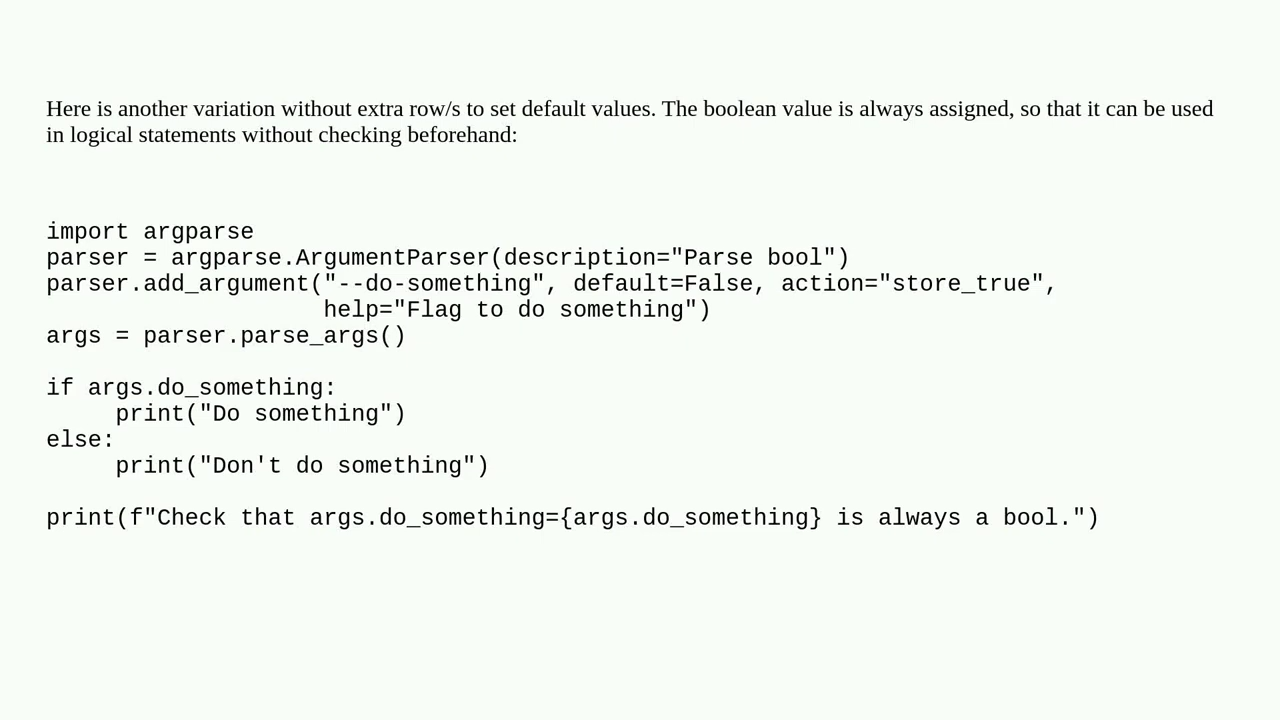 Here is another variation without extra row/s to set default values. The boolean value is always assigned, so that it can be used
in logical statements without checking beforehand:
import argparse
parser = argparse.ArgumentParser(description="Parse bool")
parser.add_argument("--do-something", default=False, action="store_true",
                    help="Flag to do something")
args = parser.parse_args()

if args.do_something:
     print("Do something")
else:
     print("Don't do something")

print(f"Check that args.do_something={args.do_something} is always a bool.")